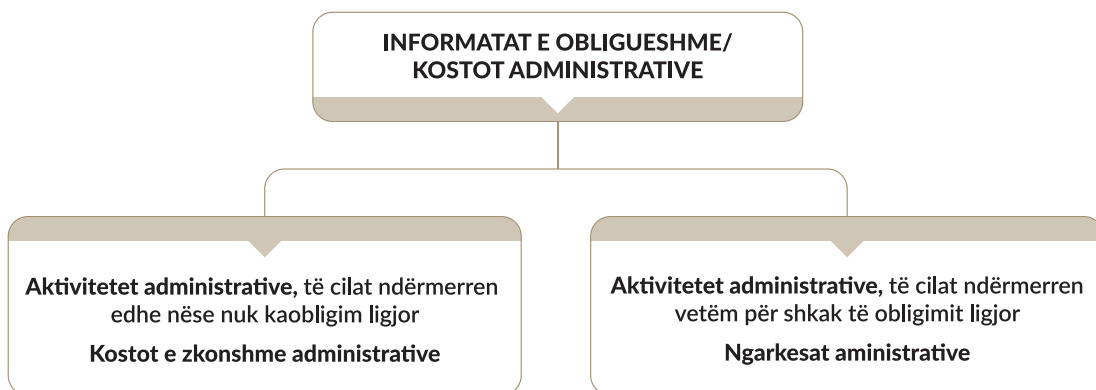 INFORMATAT E OBLIGUESHME/
KOSTOT ADMINISTRATIVE
Aktivitetet administrative, të cilat ndërmerren
edhe nëse nuk kaobligim ligjor
Kostot e zkonshme administrative
Aktivitetet administrative, të cilat ndërmerren
vetëm për shkak të obligimit ligjor
Ngarkesat aministrative